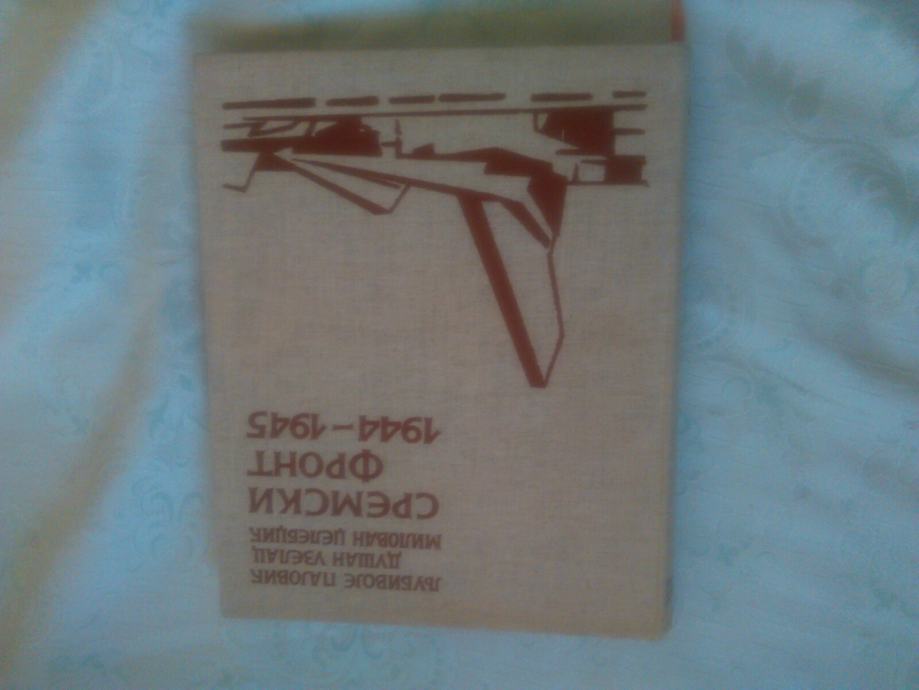 ЉУБИВОЈЕ ПАЈОВИЋ
ДУШАН УЗЕЛАЦ
МИЛОВАН ЏЕЛЕБЏИЋ
СРЕМСКИ
ФРОНТ
1944–1945